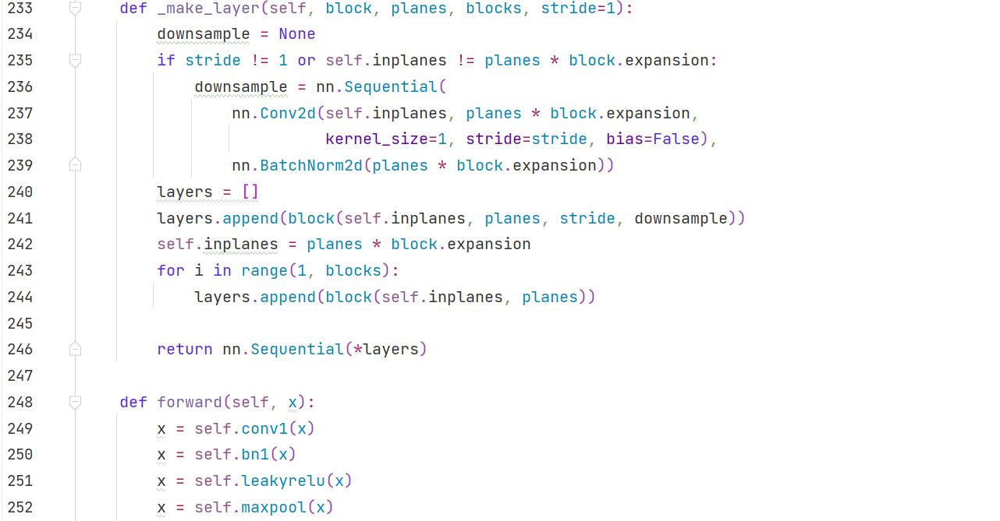 233 def _make_layer(self, block, planes, blocks, stride=1):
234 downsample = None
235 if stride != 1 or self.inplanes != planes * block.expansion:
236 downsample = nn.Sequential(
237 nn.Conv2d(self.inplanes, planes * block.expansion,
238 kernel_size=1, stride=stride, bias=False),
239 nn.BatchNorm2d(planes * block.expansion))
240 layers = []
241 layers.append(block(self.inplanes, planes, stride, downsample))
242 self.inplanes = planes * block.expansion
243 for i in range(1, blocks):
244 layers.append(block(self.inplanes, planes))
245
246 return nn.Sequential(*layers)
247
248 def forward(self, x):
249 x = self.conv1(x)
250 x = self.bn1(x)
251 x = self.leakyrelu(x)
252 x = self.maxpool(x)